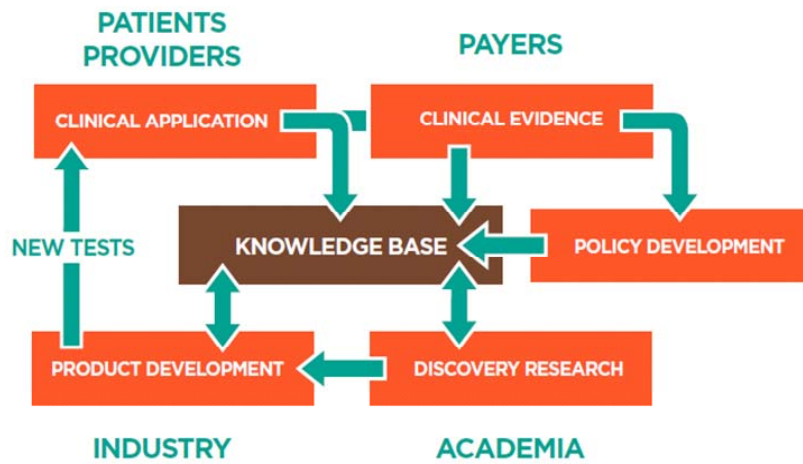 PATIENTS
PROVIDERS
PAYERS
CLINICAL APPLICATION
CLINICAL EVIDENCE
NEW TESTS
KNOWLEDGE BASE
POLICY DEVELOPMENT
PRODUCT DEVELOPMENT
DISCOVERY RESEARCH
INDUSTRY
ACADEMIA